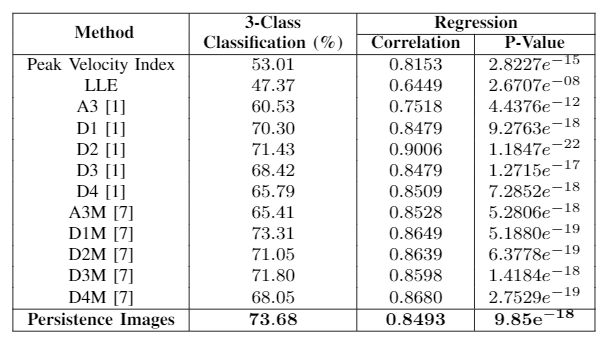 Method 3-Class Classification (%) Regression
Correlation P-Value
Peak Velocity Index 53.01 0.8153 2.8227e−15
LLE 47.37 0.6449 2.6707e−08
A3 [1] 60.53 0.7518 4.4376e−12
D1 [1] 70.30 0.8479 9.2763e−18
D2 [1] 71.43 0.9006 1.1847e−22
D3 [1] 68.42 0.8479 1.2715e−17
D4 [1] 65.79 0.8509 7.2852e−18
A3M [7] 65.41 0.8528 5.2806e−18
D1M [7] 73.31 0.8649 5.1880e−19
D2M [7] 71.05 0.8639 6.3778e−19
D3M [7] 71.80 0.8598 1.4184e−18
D4M [7] 68.05 0.8680 2.7529e−19
Persistence Images 73.68 0.8493 9.85e−18